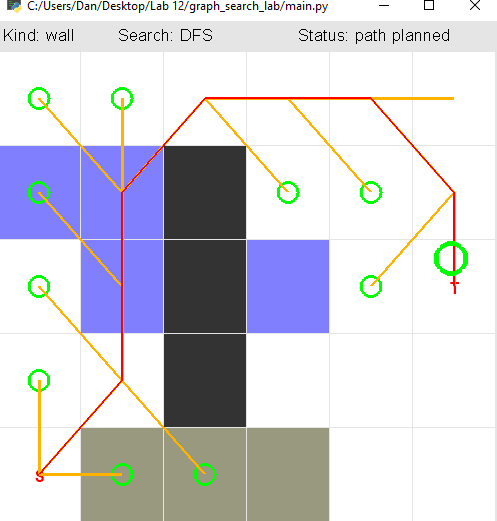 C:/Users/Dan/Desktop/Lab 12/graph_search_lab/main.py
Kind: wall Search: DFS Status: path planned
T
S